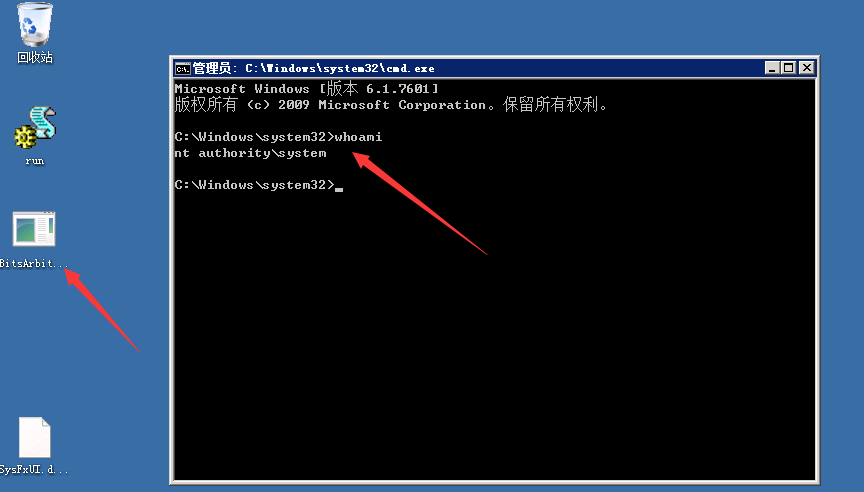 回收站
run
BitsArbit...
SysFxUI.d...
管理员: C:\Windows\system32\cmd.exe
Microsoft Windows [版本 6.1.7601]
版权所有 (c) 2009 Microsoft Corporation。保留所有权利。
C:\Windows\system32>whoami
nt authority\system
C:\Windows\system32>